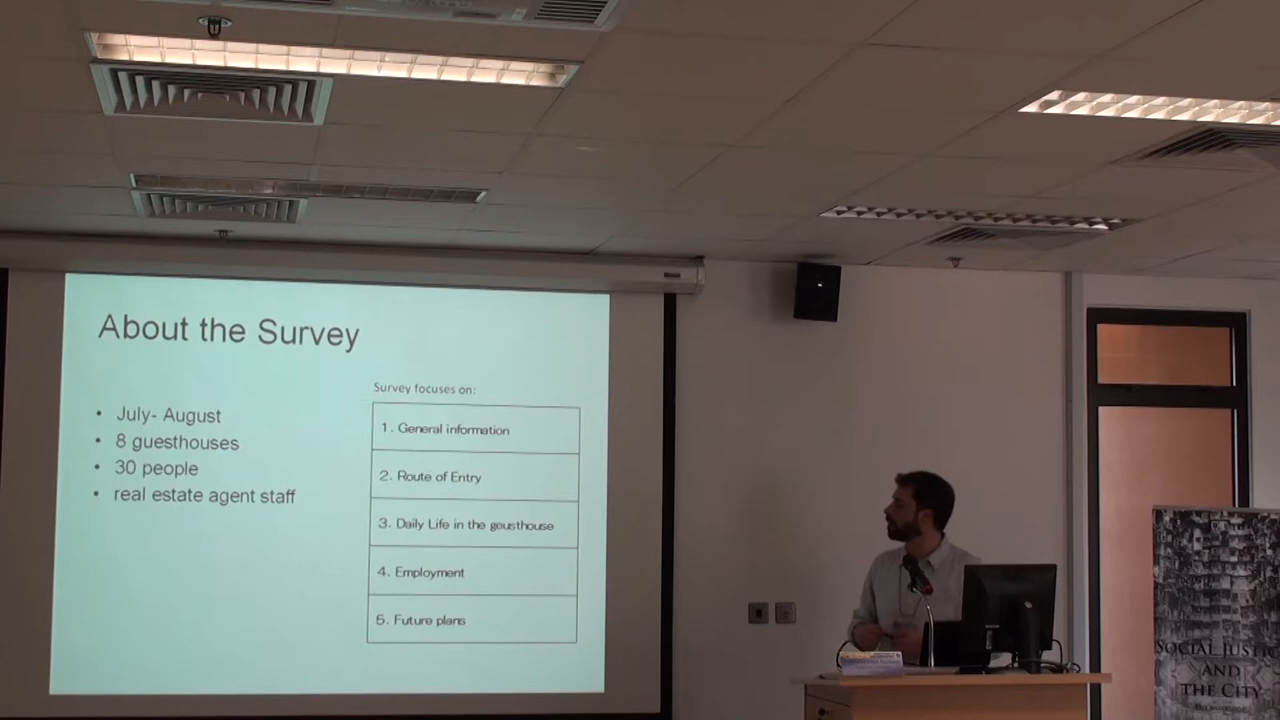 About the Survey
• July- August
• 8 guesthouses
• 30 people
• real estate agent staff
Survey focuses on:
1. General information
2. Route of Entry
3. Daily Life in the gousthouse
4. Employment
5. Future plans
SOCIAL JUSTIC
AND
THE CITY